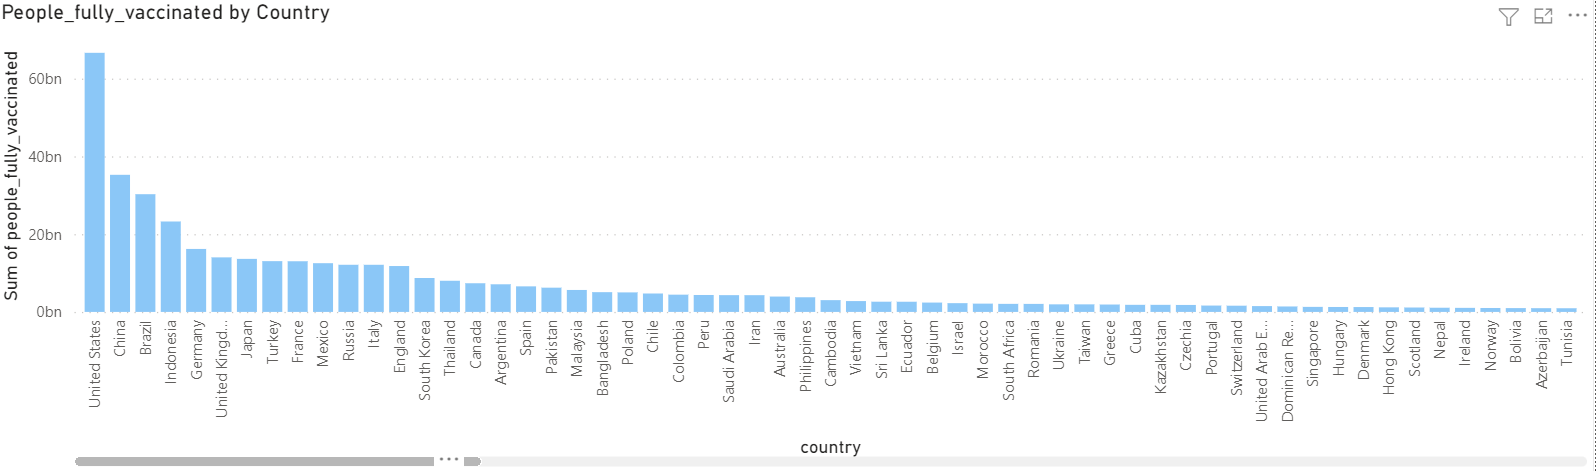 People_fully_vaccinated by Country
Sum of people_fully_vaccinated
60bn
40bn
20bn
0bn
United States
China
Brazil
Indonesia
Germany
United Kingd...
Japan
Turkey
France
Mexico
Russia
Italy
England
South Korea
Thailand
Canada
Argentina
Spain
Pakistan
Malaysia
Bangladesh
Poland
Chile
Colombia
Peru
Saudi Arabia
Iran
Australia
Philippines
Cambodia
Vietnam
Sri Lanka
Ecuador
Belgium
Israel
Morocco
South Africa
Romania
Ukraine
Taiwan
Greece
Cuba
Kazakhstan
Czechia
Portugal
Switzerland
United Arab E...
Dominican Re...
Singapore
Hungary
Denmark
Hong Kong
Scotland
Nepal
Ireland
Norway
Bolivia
Azerbaijan
Tunisia
country